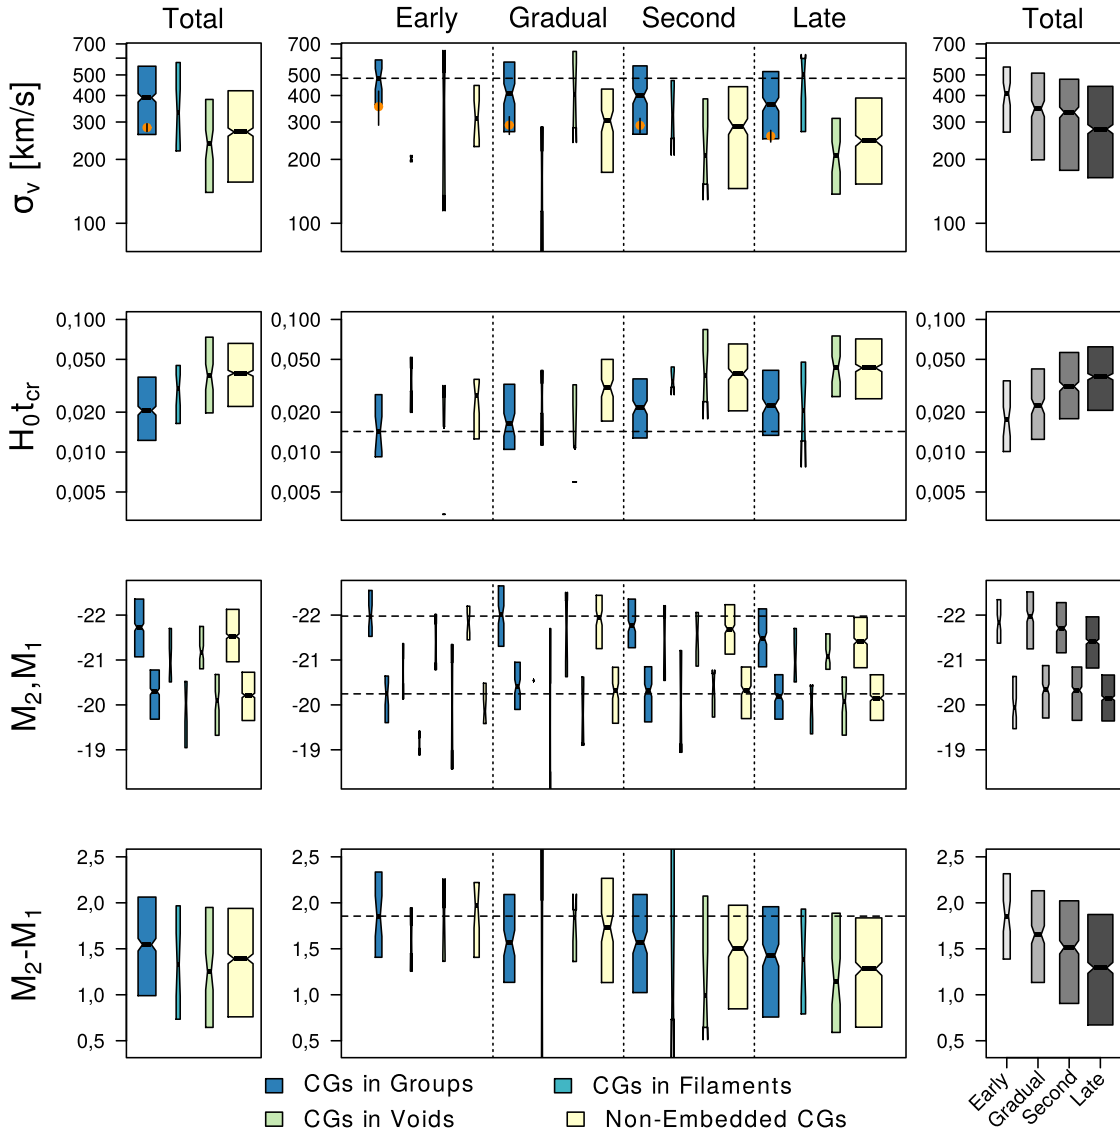 Total Early Gradual Second Late Total
σv [km/s]
700 700 700
500 500 500
400 400 400
300 300 300
200 200 200
100 100 100
H0tcr
0,100 0,100 0,100
0,050 0,050 0,050
0,020 0,020 0,020
0,010 0,010 0,010
0,005 0,005 0,005
M2,M1
-22 -22 -22
-21 -21 -21
-20 -20 -20
-19 -19 -19
M2-M1
2,5 2,5 2,5
2,0 2,0 2,0
1,5 1,5 1,5
1,0 1,0 1,0
0,5 0,5 0,5
Early Gradual Second Late
CGs in Groups CGs in Filaments
CGs in Voids Non-Embedded CGs